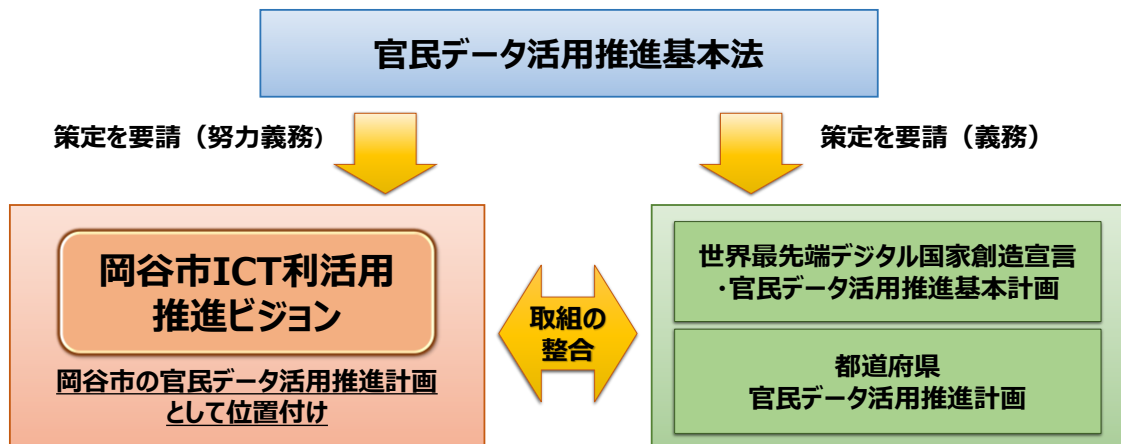 官民データ活用推進基本法
策定を要請（努力義務）
策定を要請（義務）
岡谷市ICT利活用
推進ビジョン
岡谷市の官民データ活用推進計画
として位置付け
取組の
整合
世界最先端デジタル国家創造宣言
・官民データ活用推進基本計画
都道府県
官民データ活用推進計画